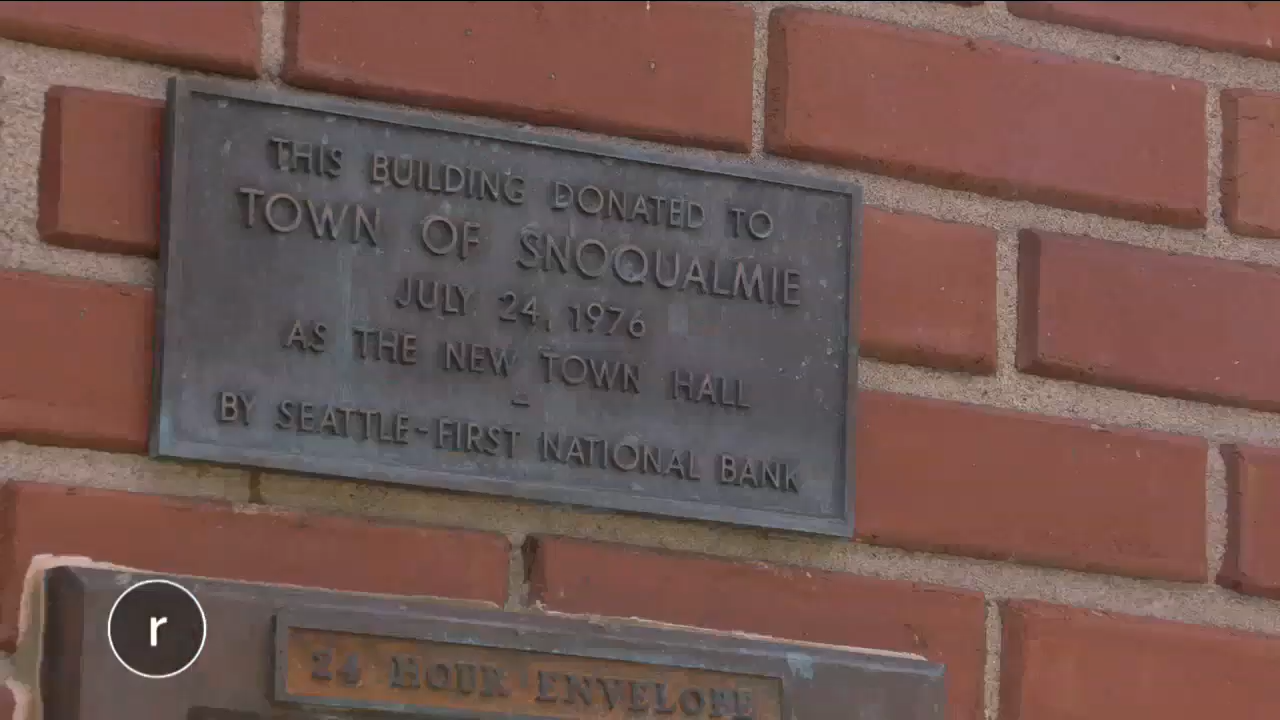 THIS BUILDING DONATED TO
TOWN OF SNOQUALMIE
JULY 24, 1976
AS THE NEW TOWN HALL
BY SEATTLE-FIRST NATIONAL BANK
r
24 HOUR ENVELOPE